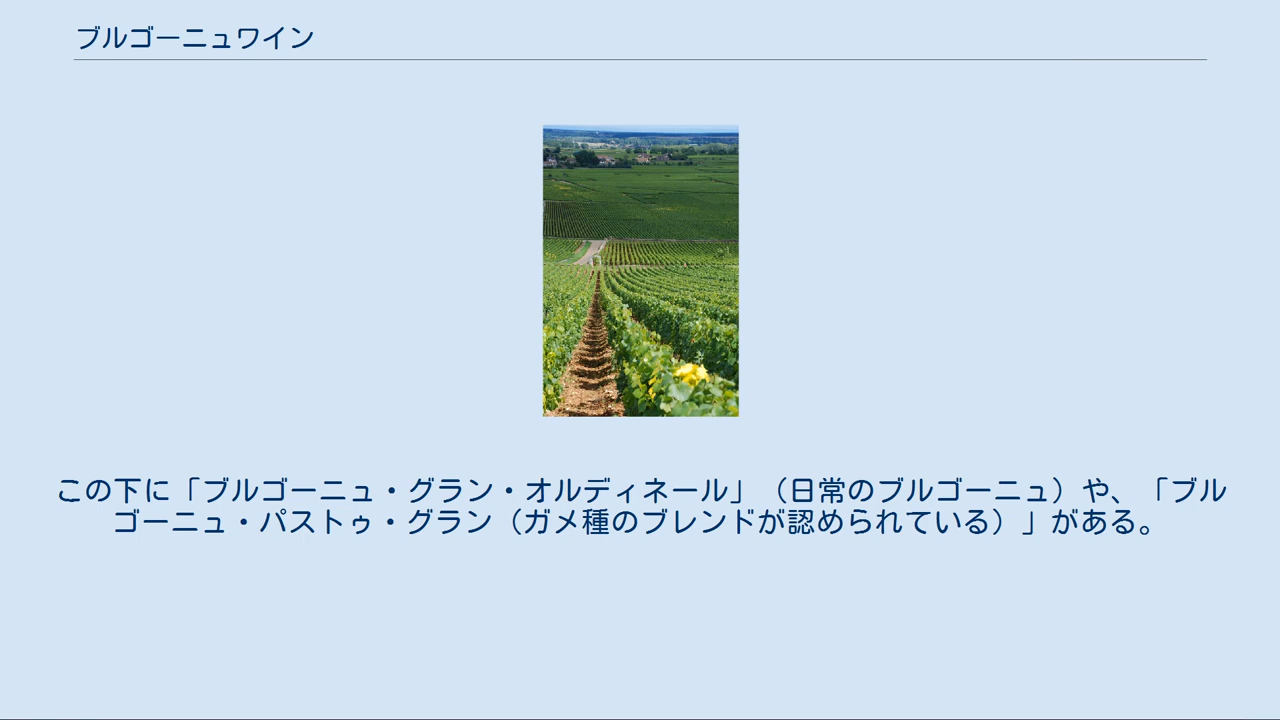 ブルゴーニュワイン
この下に「ブルゴーニュ・グラン・オルディネール」（日常のブルゴーニュ）や、「ブル
ゴーニュ・パストゥ・グラン（ガメ種のブレンドが認められている）」がある。